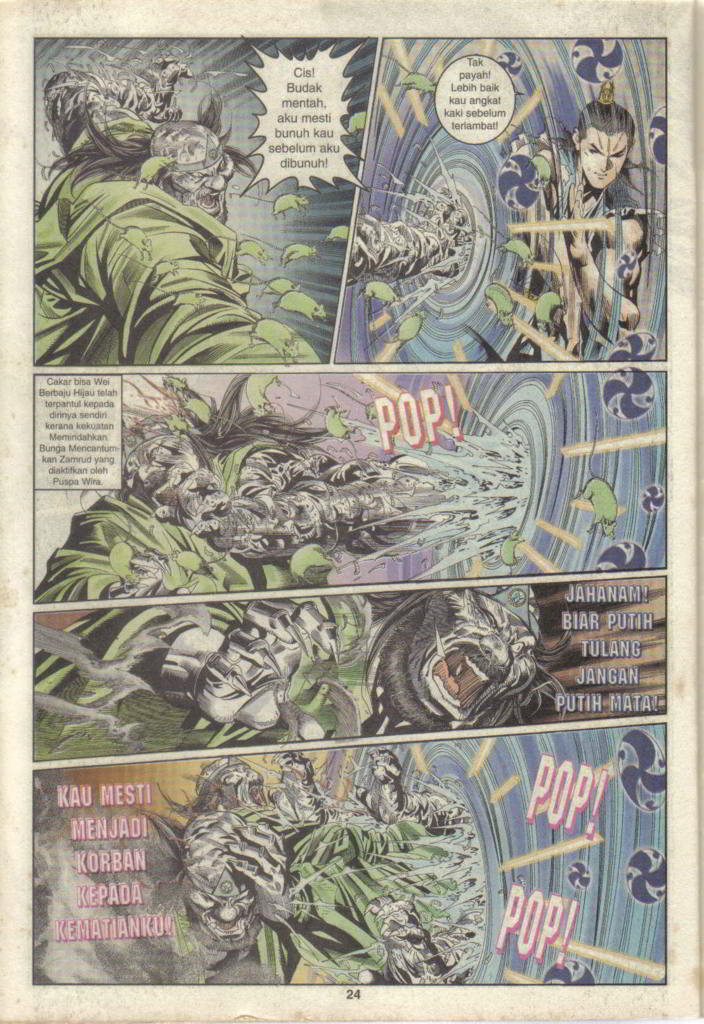 Cis!
Budak
mentah,
aku mesti
bunuh kau
sebelum aku
dibunuh!
Tak
payah!
Lebih baik
kau angkat
kaki sebelum
terlambat!
Cakar bisa Wei
Berbaju Hijau telah
terpantul kepada
dirinya sendiri
kerana kekuatan
Memindahkan
Bunga Mencantum-
kan Zamrud yang
diaktifkan oleh
Puspa Wira.
POP!
JAHANAM!
BIAR PUTIH
TULANG
JANGAN
PUTIH MATA!
KAU MESTI
MENJADI
KORBAN
KEPADA
KEMATIANKU!
POP!
POP!
24